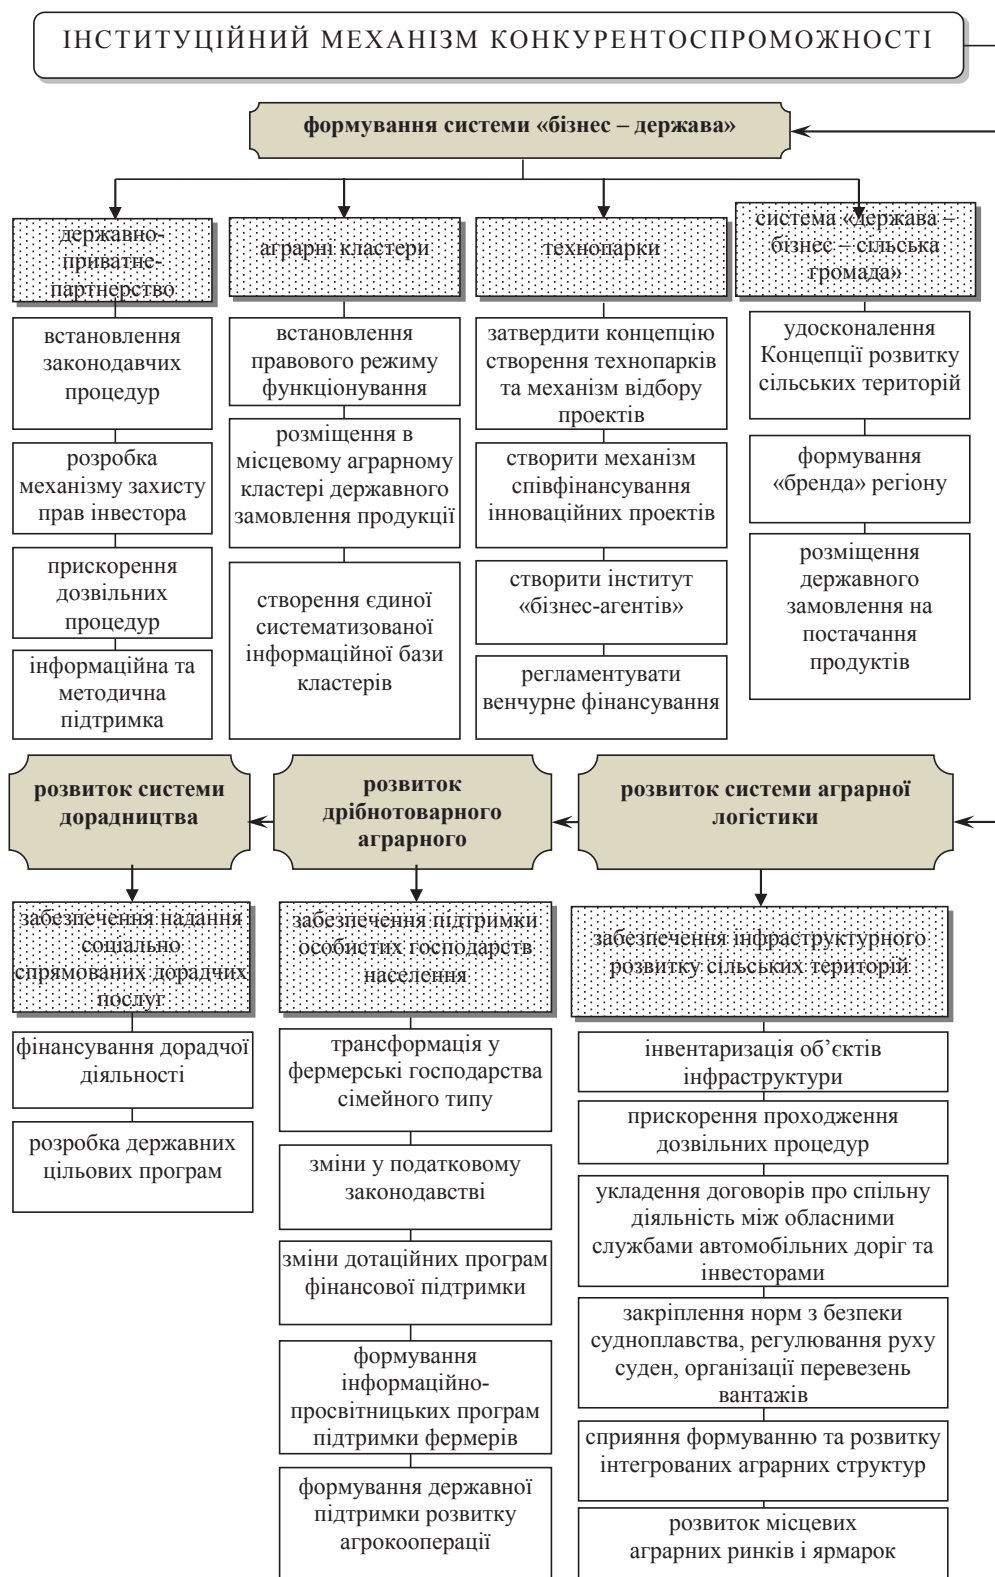 ІНСТИТУЦІЙНИЙ МЕХАНІЗМ КОНКУРЕНТОСПРОМОЖНОСТІ
формування системи «бізнес – держава»
державно-
приватне-
партнерство
встановлення
законодавчих
процедур
розробка
механізму захисту
прав інвестора
прискорення
дозвільних
процедур
інформаційна та
методична
підтримка
аграрні кластери
встановлення
правового режиму
функціонування
розміщення в
місцевому аграрному
кластері державного
замовлення продукції
створення єдиної
систематизованої
інформаційної бази
кластерів
технопарки
затвердити концепцію
створення технопарків
та механізм відбору
проектів
створити механізм
співфінансування
інноваційних проектів
створити інститут
«бізнес-агентів»
регламентувати
венчурне фінансування
система «держава –
бізнес – сільська
громада»
удосконалення
Концепції розвитку
сільських територій
формування
«бренда» регіону
розміщення
державного
замовлення на
постачання
продуктів
розвиток системи
дорадництва
забезпечення надання
соціально
спрямованих дорадчих
послуг
фінансування дорадчої
діяльності
розробка державних
цільових програм
розвиток
дрібнотоварного
аграрного
забезпечення підтримки
особистих господарств
населення
трансформація у
фермерські господарства
сімейного типу
зміни у податковому
законодавстві
зміни дотаційних програм
фінансової підтримки
формування
інформаційно-
просвітницьких програм
підтримки фермерів
формування державної
підтримки розвитку
агрокооперації
розвиток системи аграрної
логістики
забезпечення інфраструктурного
розвитку сільських територій
інвентаризація об’єктів
інфраструктури
прискорення проходження
дозвільних процедур
укладення договорів про спільну
діяльність між обласними
службами автомобільних доріг та
інвесторами
закріплення норм з безпеки
судноплавства, регулювання руху
суден, організації перевезень
вантажів
сприяння формуванню та розвитку
інтегрованих аграрних структур
розвиток місцевих
аграрних ринків і ярмарок